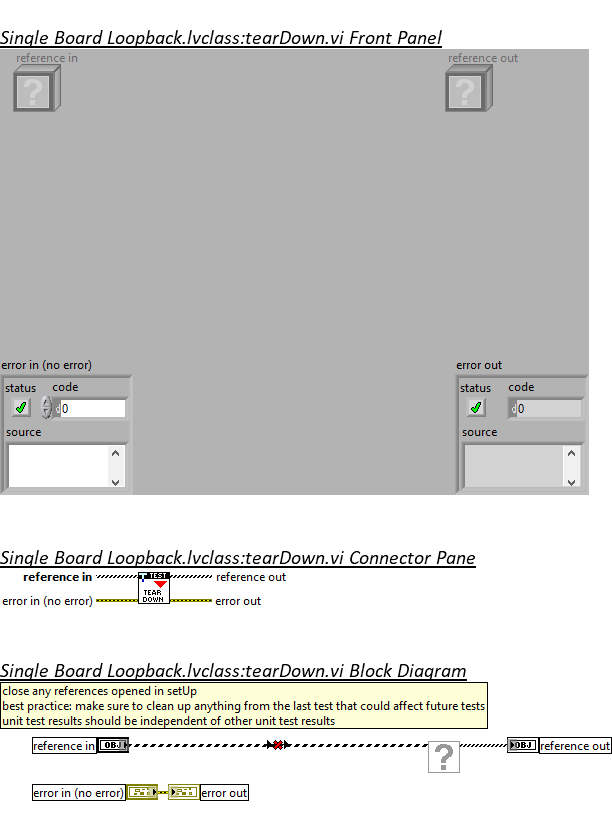 Single Board Loopback.lvclass:tearDown.vi Front Panel
reference in
reference out
?
?
error in (no error)
error out
status
code
status
code
d 0
d 0
source
source
Single Board Loopback.lvclass:tearDown.vi Connector Pane
reference in
TEST
reference out
TEAR
DOWN
error in (no error)
error out
Single Board Loopback.lvclass:tearDown.vi Block Diagram
close any references opened in setUp
best practice: make sure to clean up anything from the last test that could affect future tests
unit test results should be independent of other unit test results
reference in
OBJ
?
OBJ
reference out
error in (no error)
error out